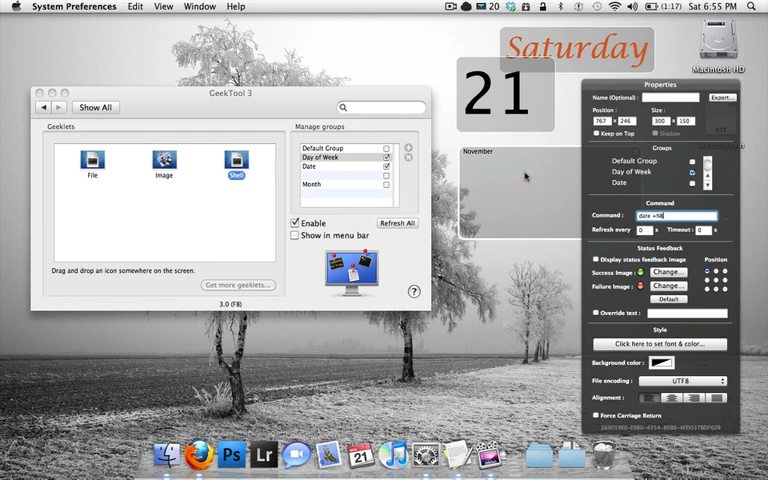 System Preferences Edit View Window Help 20 (1:17) Sat 6:55 PM
Saturday
21
November
Macintosh HD
GeekTool 3
Show All
Geeklets
File
Image
Shell
Drag and drop an icon somewhere on the screen.
Get more geeklets...
Manage groups
Default Group
Day of Week
Date
Month
Enable
Refresh All
Show in menu bar
?
3.0 (F8)
Properties
Name (Optional) :
Export...
Position : Size :
767 x 246 300 x 150
Keep on Top Shadow
Groups
Default Group
Day of Week
Date
Command
Command : date +%B
Refresh every 0 s Timeout : 0 s
Status Feedback
Display status feedback image Position
Success Image : Change...
Failure Image : Change...
Default
Override text :
Style
Click here to set font & color...
Background color :
File encoding : UTF8
Alignment :
Force Carriage Return
Ps
Lr
21